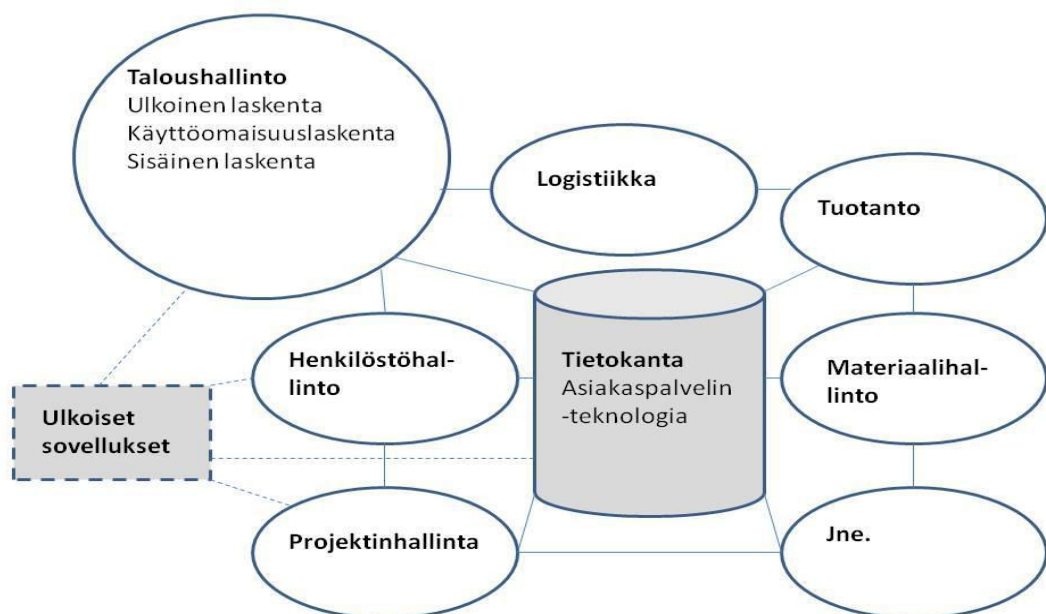 Taloushallinto
Ulkoinen laskenta
Käyttöomaisuuslaskenta
Sisäinen laskenta
Logistiikka
Tuotanto
Henkilöstöhal-
linto
Tietokanta
Asiakaspalvelin
-teknologia
Materiaalihal-
linto
Ulkoiset
sovellukset
Projektinhallinta
Jne.